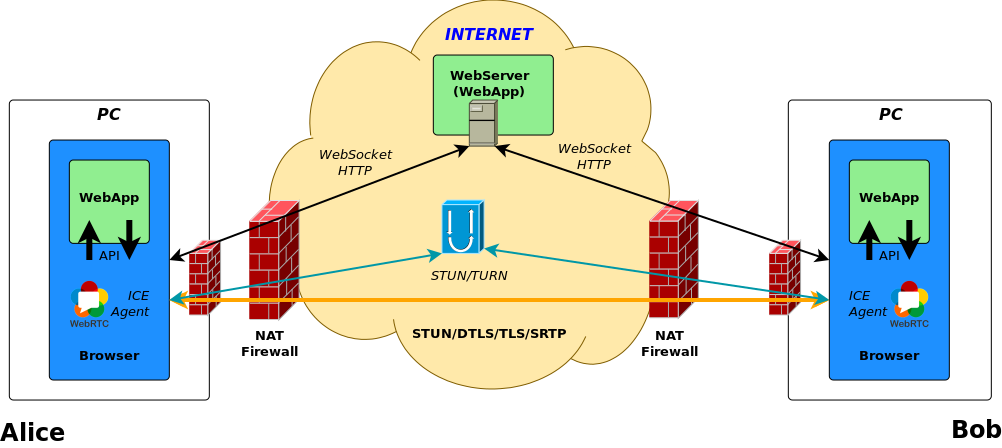 INTERNET
WebServer
(WebApp)
PC
WebSocket
HTTP
WebSocket
HTTP
PC
WebApp
API
ICE
Agent
WebRTC
Browser
STUN/TURN
WebApp
API
ICE
Agent
WebRTC
Browser
NAT
Firewall
STUN/DTLS/TLS/SRTP
NAT
Firewall
Alice
Bob